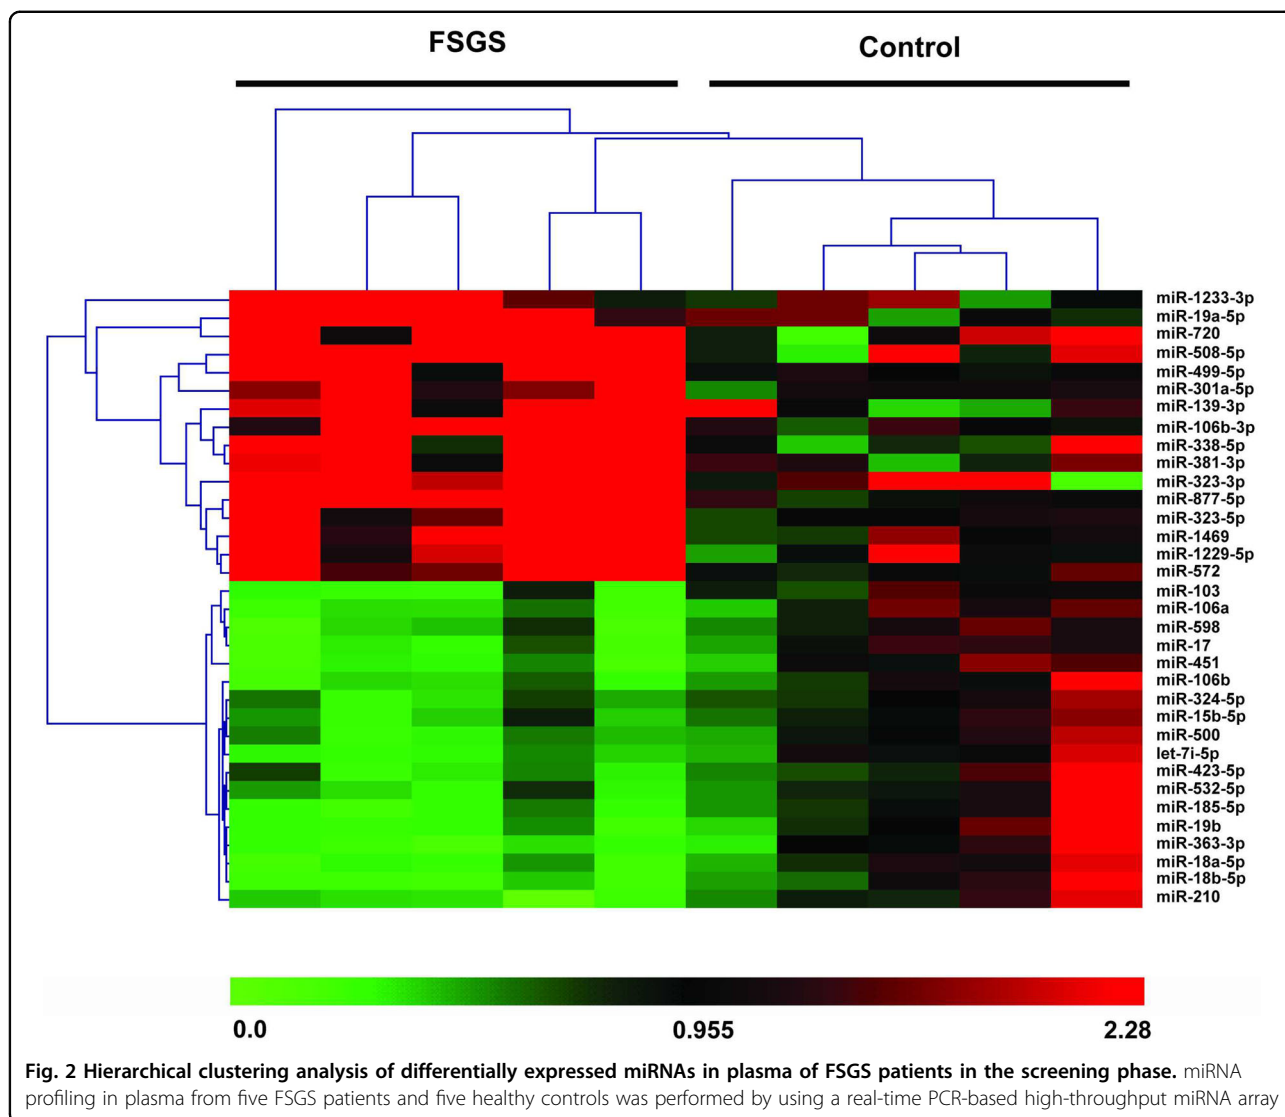 FSGS
Control
miR-1233-3p
miR-19a-5p
miR-720
miR-508-5p
miR-499-5p
miR-301a-5p
miR-139-3p
miR-106b-3p
miR-338-5p
miR-381-3p
miR-323-3p
miR-877-5p
miR-323-5p
miR-1469
miR-1229-5p
miR-572
miR-103
miR-106a
miR-598
miR-17
miR-451
miR-106b
miR-324-5p
miR-15b-5p
miR-500
let-7i-5p
miR-423-5p
miR-532-5p
miR-185-5p
miR-19b
miR-363-3p
miR-18a-5p
miR-18b-5p
miR-210
0.0 0.955 2.28
Fig. 2 Hierarchical clustering analysis of differentially expressed miRNAs in plasma of FSGS patients in the screening phase. miRNA
profiling in plasma from five FSGS patients and five healthy controls was performed by using a real-time PCR-based high-throughput miRNA array